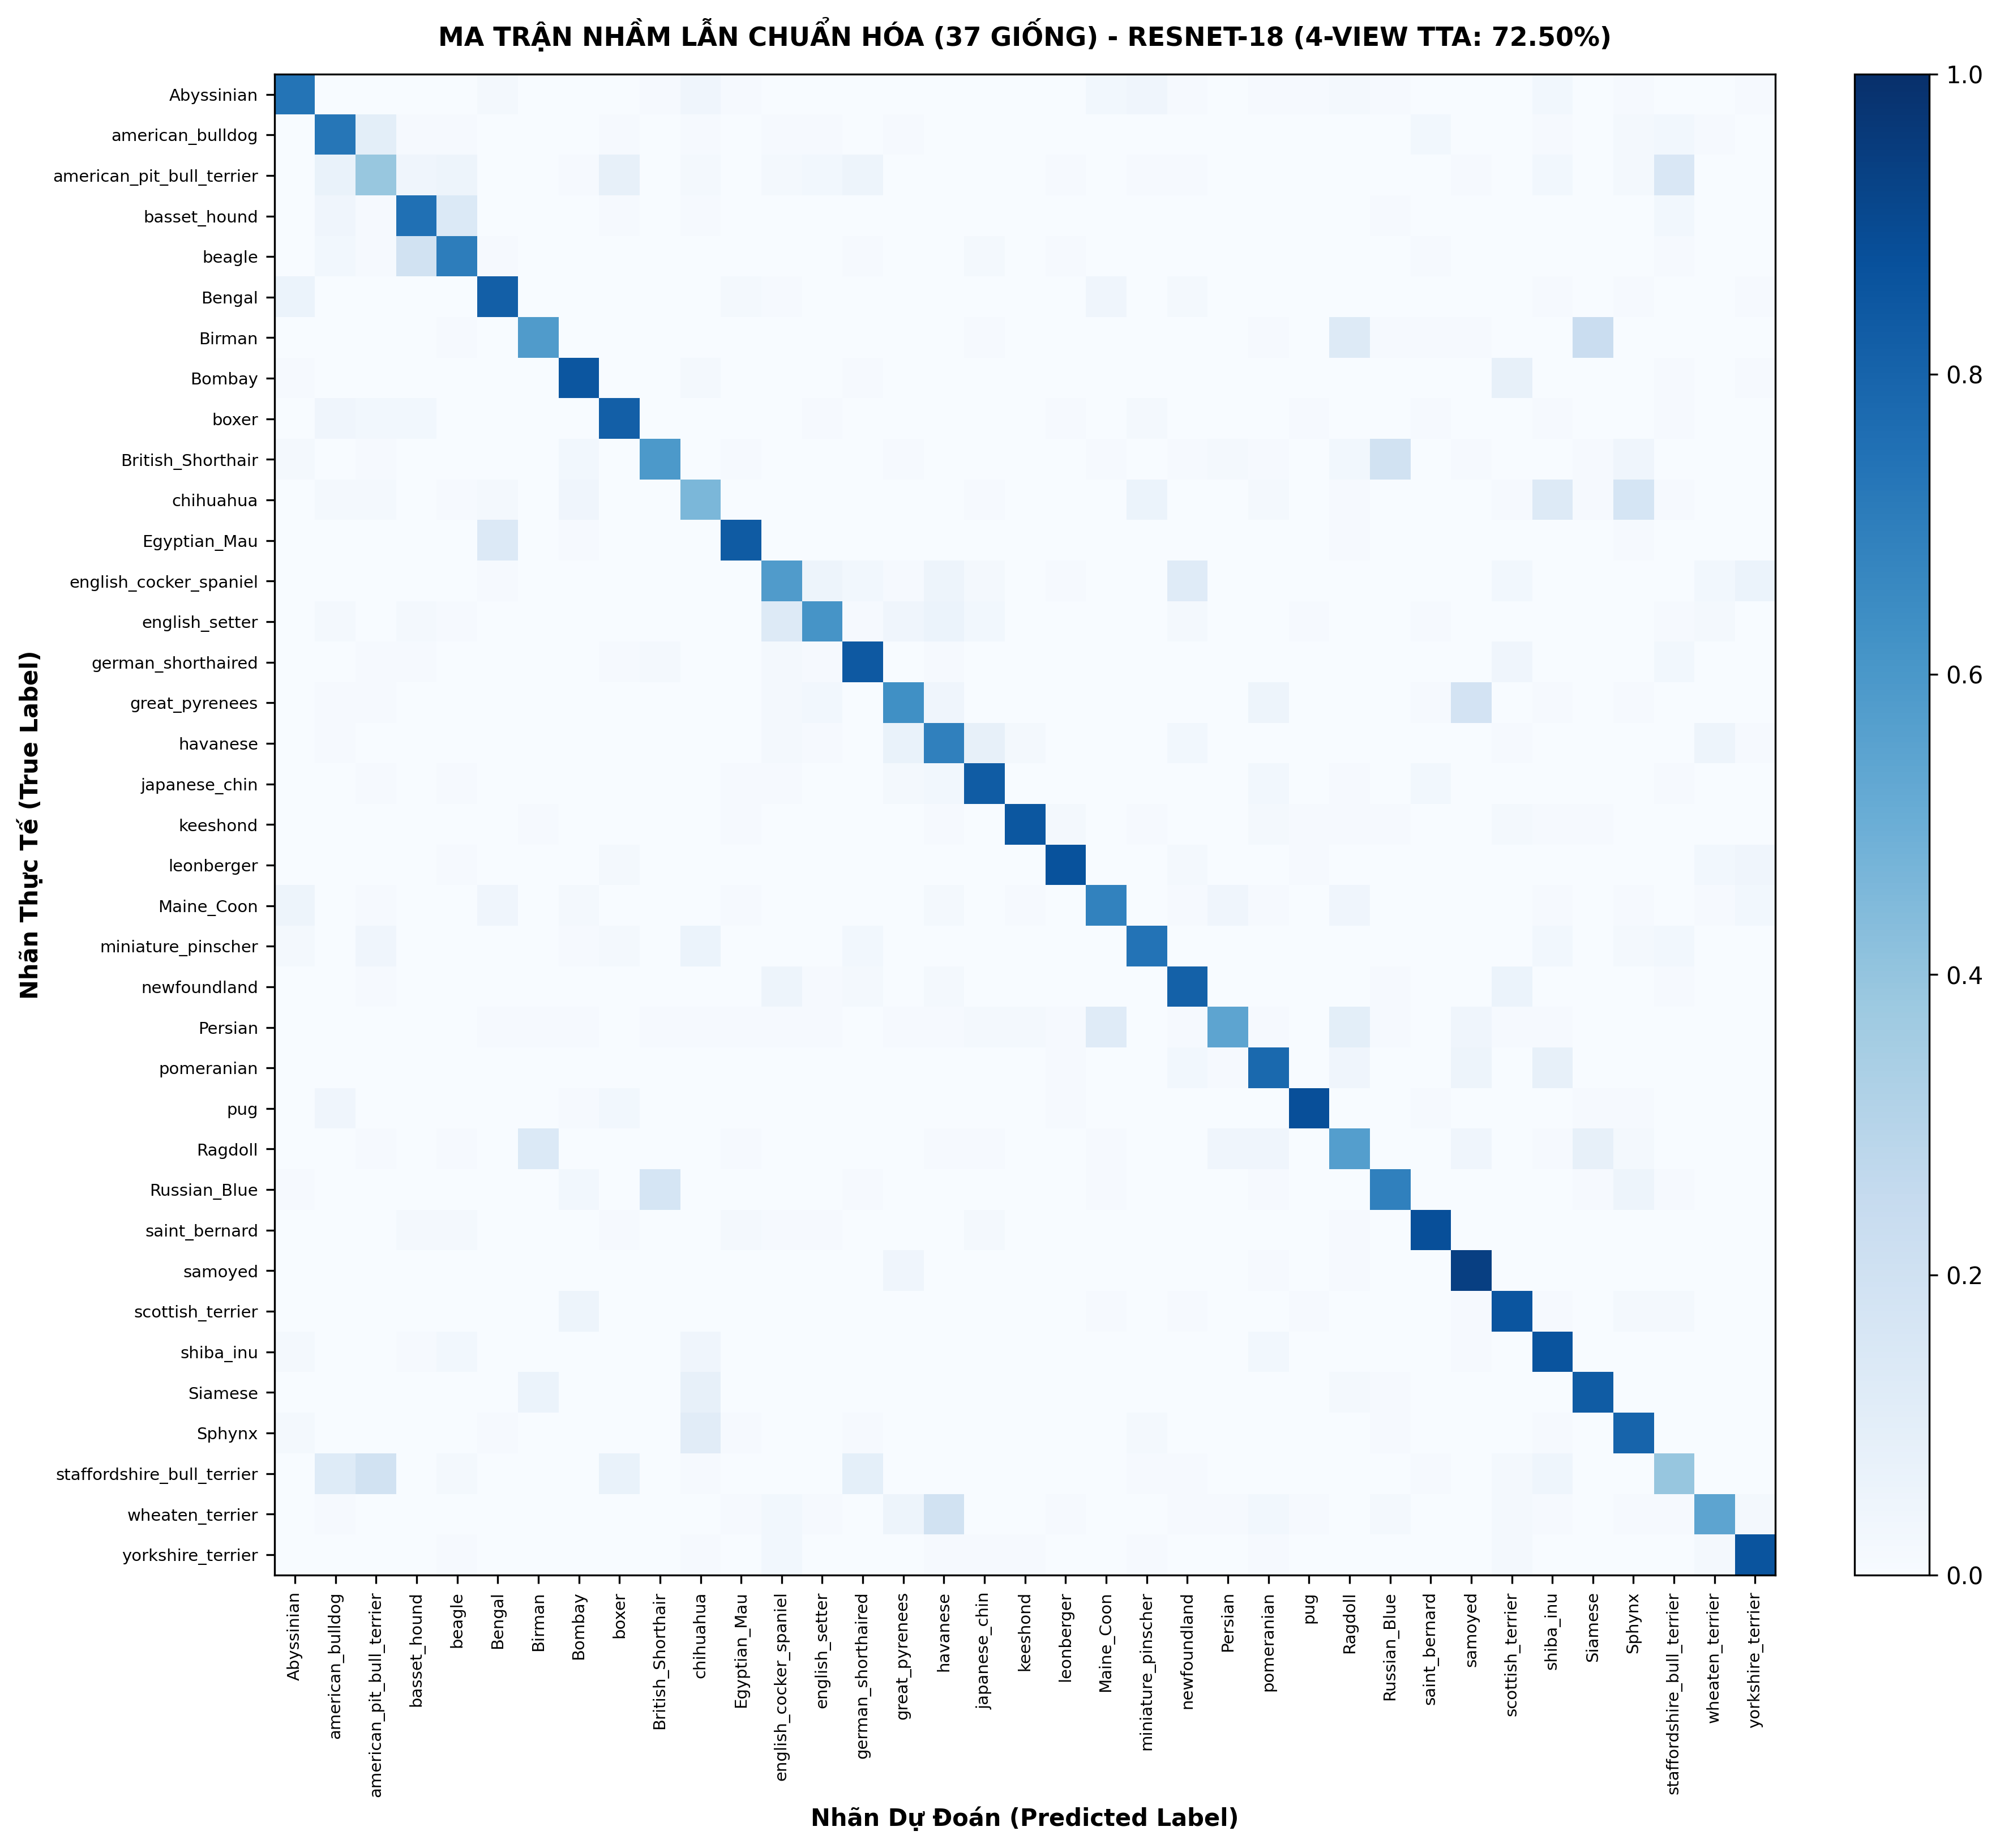 MA TRẬN NHẦM LẪN CHUẨN HÓA (37 GIỐNG) - RESNET-18 (4-VIEW TTA: 72.50%)
Nhãn Thực Tế (True Label)
Abyssinian
american_bulldog
american_pit_bull_terrier
basset_hound
beagle
Bengal
Birman
Bombay
boxer
British_Shorthair
chihuahua
Egyptian_Mau
english_cocker_spaniel
english_setter
german_shorthaired
great_pyrenees
havanese
japanese_chin
keeshond
leonberger
Maine_Coon
miniature_pinscher
newfoundland
Persian
pomeranian
pug
Ragdoll
Russian_Blue
saint_bernard
samoyed
scottish_terrier
shiba_inu
Siamese
Sphynx
staffordshire_bull_terrier
wheaten_terrier
yorkshire_terrier
Abyssinian
american_bulldog
american_pit_bull_terrier
basset_hound
beagle
Bengal
Birman
Bombay
boxer
British_Shorthair
chihuahua
Egyptian_Mau
english_cocker_spaniel
english_setter
german_shorthaired
great_pyrenees
havanese
japanese_chin
keeshond
leonberger
Maine_Coon
miniature_pinscher
newfoundland
Persian
pomeranian
pug
Ragdoll
Russian_Blue
saint_bernard
samoyed
scottish_terrier
shiba_inu
Siamese
Sphynx
staffordshire_bull_terrier
wheaten_terrier
yorkshire_terrier
Nhãn Dự Đoán (Predicted Label)
1.0
0.8
0.6
0.4
0.2
0.0